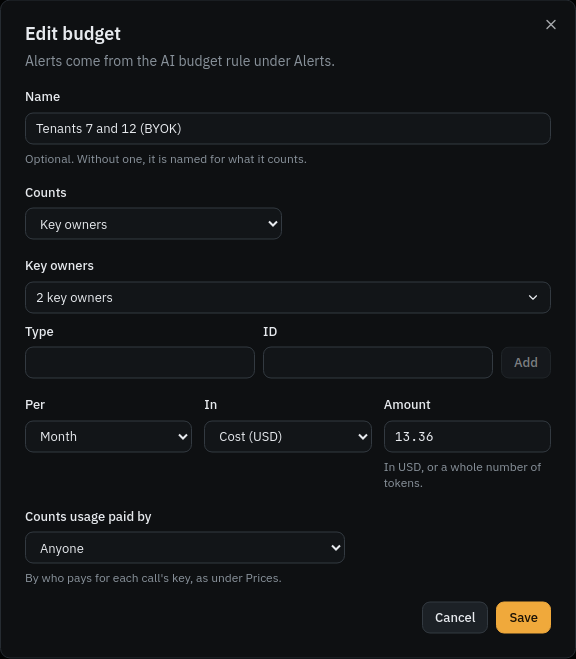 Edit budget
Alerts come from the AI budget rule under Alerts.
Name
Tenants 7 and 12 (BYOK)
Optional. Without one, it is named for what it counts.
Counts
Key owners
Key owners
2 key owners
Type ID
Add
Per In Amount
Month Cost (USD) 13.36
In USD, or a whole number of
tokens.
Counts usage paid by
Anyone
By who pays for each call's key, as under Prices.
Cancel Save